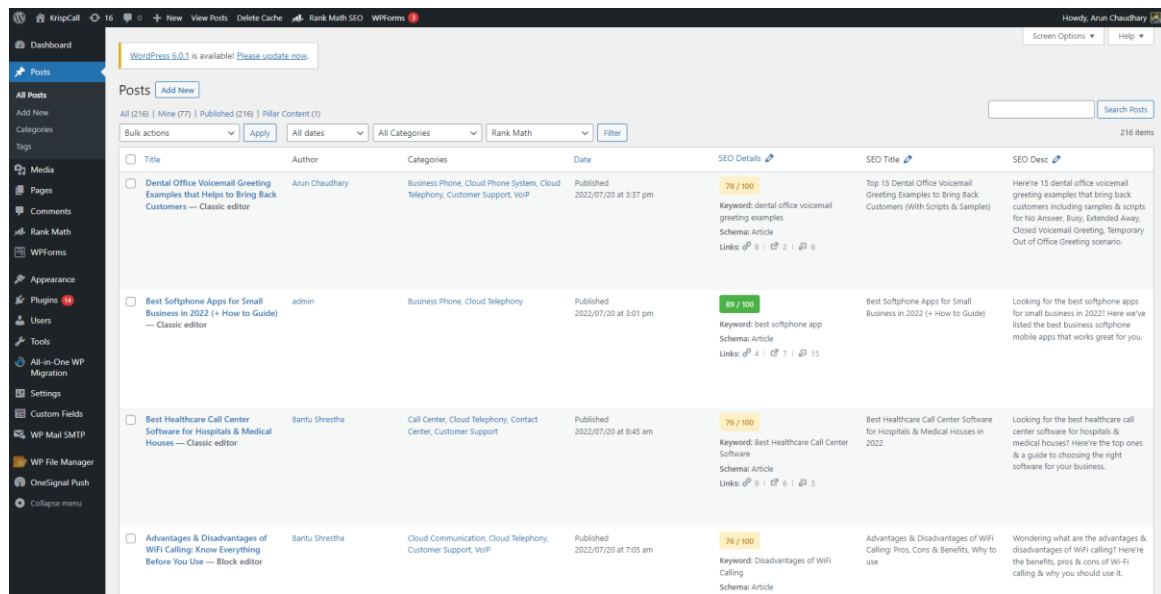 KrispCall 16 0 + New View Posts Delete Cache Rank Math SEO WPForms 3 Howdy, Arun Chaudhary
Screen Options ▼ Help ▼
Dashboard
Posts
All Posts
Add New
Categories
Tags
Media
Pages
Comments
Rank Math
WPForms
Appearance
Plugins 14
Users
Tools
All-in-One WP
Migration
Settings
Custom Fields
WP Mail SMTP
WP File Manager
OneSignal Push
Collapse menu
WordPress 6.0.1 is available! Please update now.
Posts Add New
All (216) | Mine (77) | Published (216) | Pillar Content (1)
Search Posts
Bulk actions Apply All dates All Categories Rank Math Filter
216 items
Title Author Categories Date SEO Details SEO Title SEO Desc
Dental Office Voicemail Greeting
Examples that Helps to Bring Back
Customers — Classic editor
Arun Chaudhary
Business Phone, Cloud Phone System, Cloud
Telephony, Customer Support, VoIP
Published
2022/07/20 at 3:37 pm
78 / 100
Keyword: dental office voicemail
greeting examples
Schema: Article
Links: 8 | 2 | 6
Top 15 Dental Office Voicemail
Greeting Examples to Bring Back
Customers (With Scripts & Samples)
Here're 15 dental office voicemail
greeting examples that bring back
customers including samples & scripts
for No Answer, Busy, Extended Away,
Closed Voicemail Greeting, Temporary
Out of Office Greeting scenario.
Best Softphone Apps for Small
Business in 2022 (+ How to Guide)
— Classic editor
admin
Business Phone, Cloud Telephony
Published
2022/07/20 at 3:01 pm
89 / 100
Keyword: best softphone app
Schema: Article
Links: 4 | 7 | 15
Best Softphone Apps for Small
Business in 2022 (+ How to Guide)
Looking for the best softphone apps
for small business in 2022? Here we've
listed the best business softphone
mobile apps that works great for you.
Best Healthcare Call Center
Software for Hospitals & Medical
Houses — Classic editor
Bantu Shrestha
Call Center, Cloud Telephony, Contact
Center, Customer Support
Published
2022/07/20 at 8:45 am
76 / 100
Keyword: Best Healthcare Call Center
Software
Schema: Article
Links: 9 | 6 | 3
Best Healthcare Call Center Software
for Hospitals & Medical Houses in
2022
Looking for the best healthcare call
center software for hospitals &
medical houses? Here're the top ones
& a guide to choosing the right
software for your business.
Advantages & Disadvantages of
WiFi Calling: Know Everything
Before You Use — Block editor
Bantu Shrestha
Cloud Communication, Cloud Telephony,
Customer Support, VoIP
Published
2022/07/20 at 7:05 am
76 / 100
Keyword: Disadvantages of WiFi
Calling
Schema: Article
Advantages & Disadvantages of WiFi
Calling: Pros, Cons & Benefits, Why to
use
Wondering what are the advantages &
disadvantages of WiFi calling? Here're
the benefits, pros & cons of Wi-Fi
calling & why you should use it.